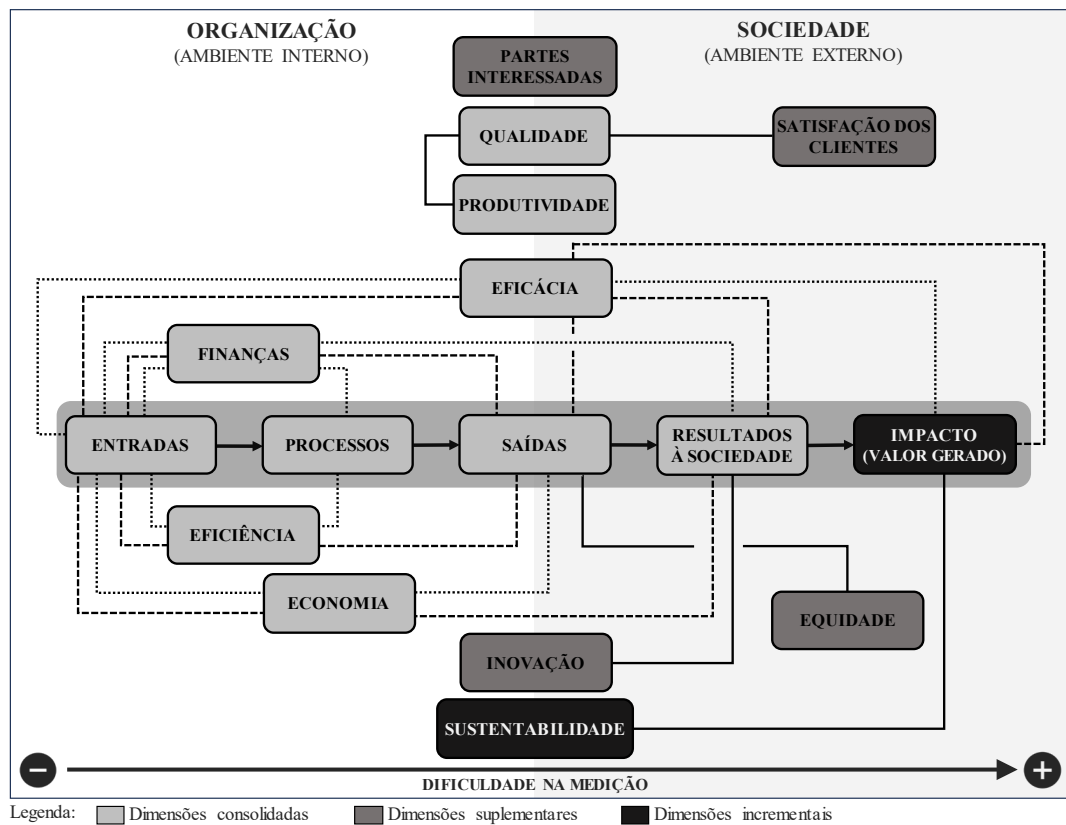 ORGANIZAÇÃO
(AMBIENTE INTERNO)
SOCIEDADE
(AMBIENTE EXTERNO)
PARTES
INTERESSADAS
QUALIDADE
SATISFAÇÃO DOS
CLIENTES
PRODUTIVIDADE
EFICÁCIA
FINANÇAS
ENTRADAS
PROCESSOS
SAÍDAS
RESULTADOS
À SOCIEDADE
IMPACTO
(VALOR GERADO)
EFICIÊNCIA
ECONOMIA
EQUIDADE
INOVAÇÃO
SUSTENTABILIDADE
DIFICULDADE NA MEDIÇÃO
Legenda: Dimensões consolidadas Dimensões suplementares Dimensões incrementais